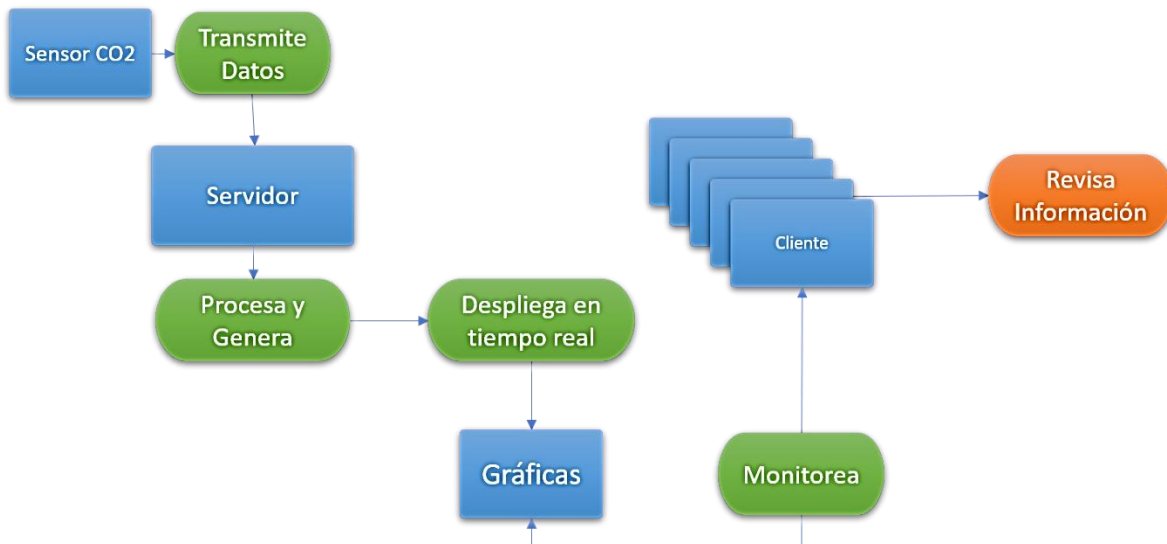 Sensor CO2
Transmite
Datos
Servidor
Procesa y
Genera
Despliega en
tiempo real
Gráficas
Cliente
Revisa
Información
Monitorea